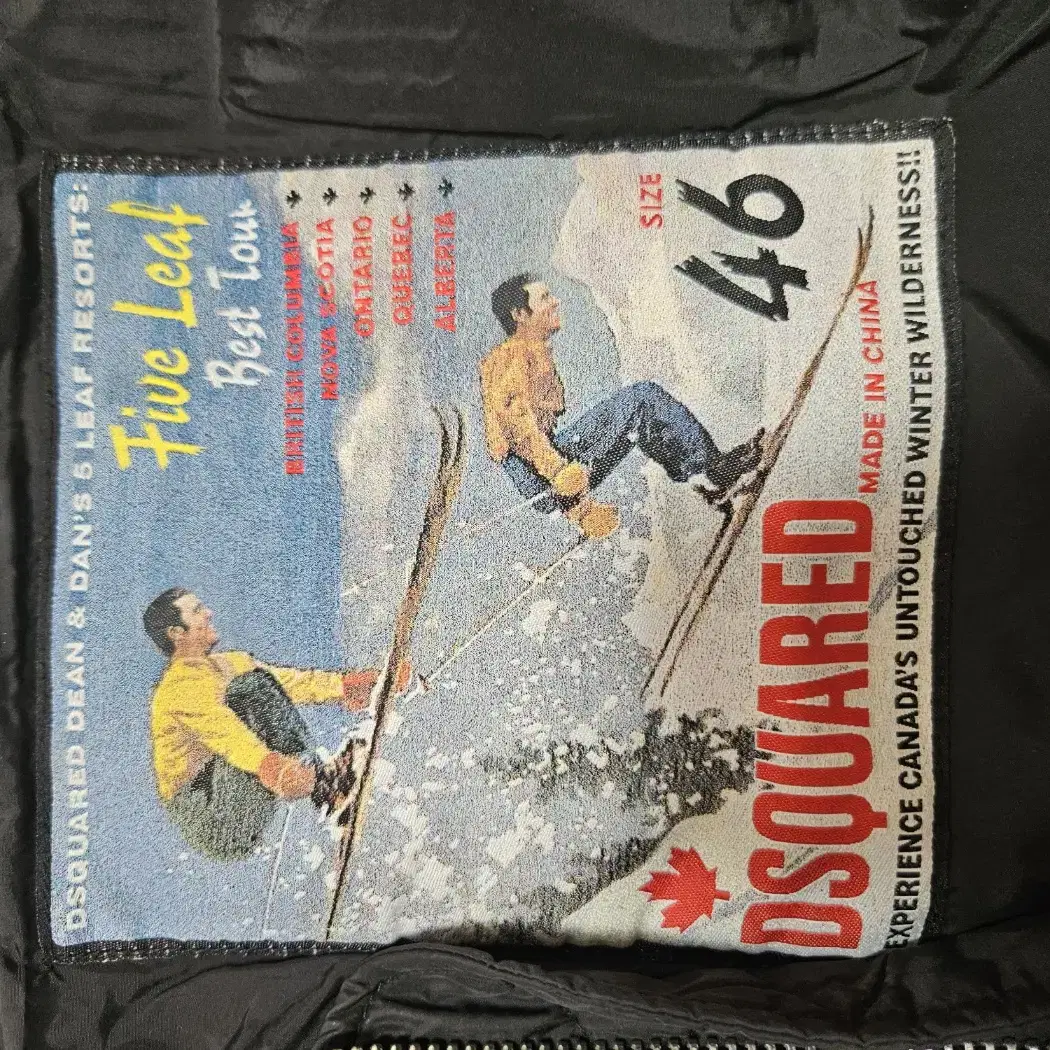 DSQUARED DEAN & DAN'S 5 LEAF RESORTS:
Five Leaf
Best Tour
BRITISH COLUMBIA
NOVA SCOTIA
ONTARIO
QUEBEC
ALBERTA
SIZE
46
MADE IN CHINA
DSQUARED
EXPERIENCE CANADA'S UNTOUCHED WINTER WILDERNESS!!